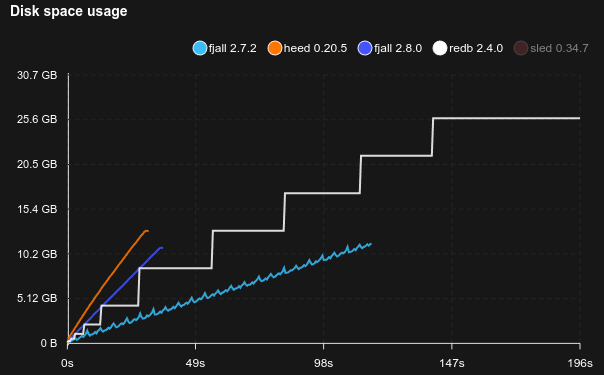 Disk space usage
fjall 2.7.2 heed 0.20.5 fjall 2.8.0 redb 2.4.0 sled 0.34.7
30.7 GB
25.6 GB
20.5 GB
15.4 GB
10.2 GB
5.12 GB
0 B
0s 49s 98s 147s 196s